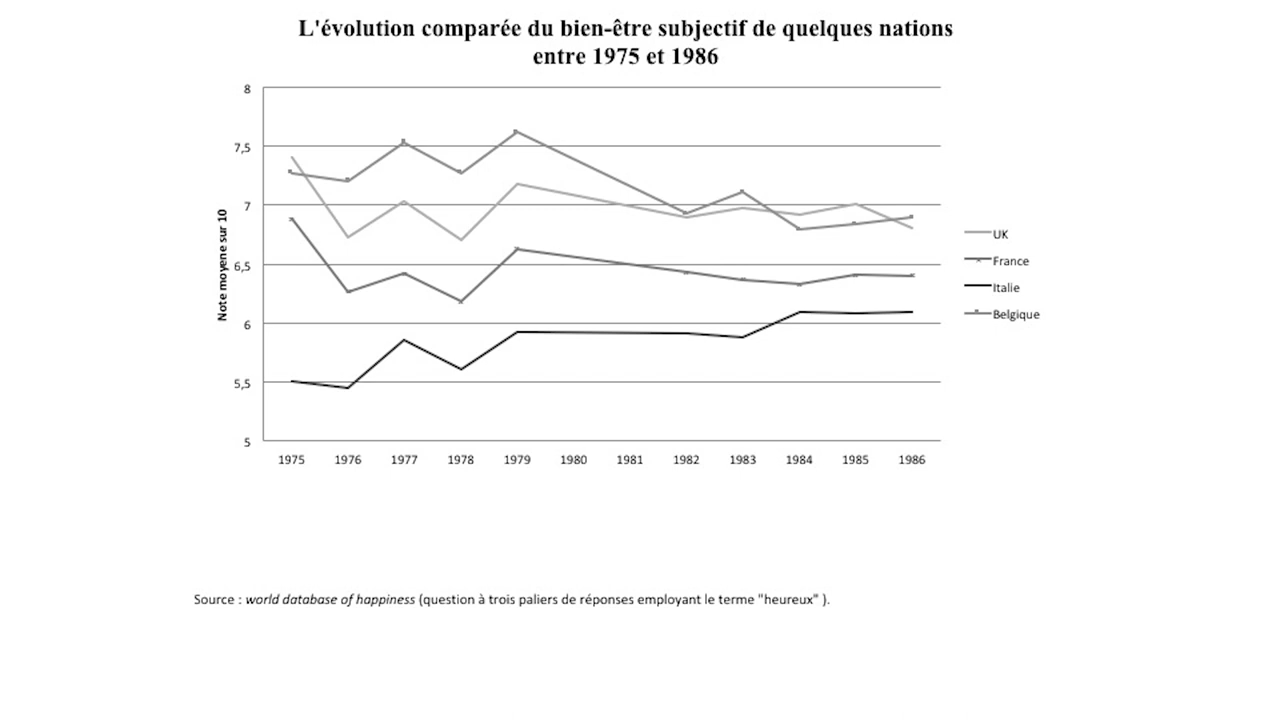 L'évolution comparée du bien-être subjectif de quelques nations
entre 1975 et 1986
8
7,5
7
6,5
6
5,5
5
Note moyene sur 10
1975 1976 1977 1978 1979 1980 1981 1982 1983 1984 1985 1986
UK
France
Italie
Belgique
Source : world database of happiness (question à trois paliers de réponses employant le terme "heureux" ).